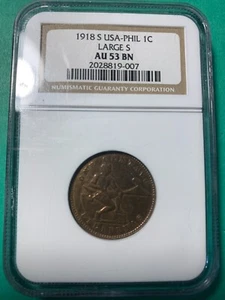 1918 S USA-PHIL 1C
LARGE S
AU 53 BN
2028819-007
NUMISMATIC GUARANTY CORPORATION